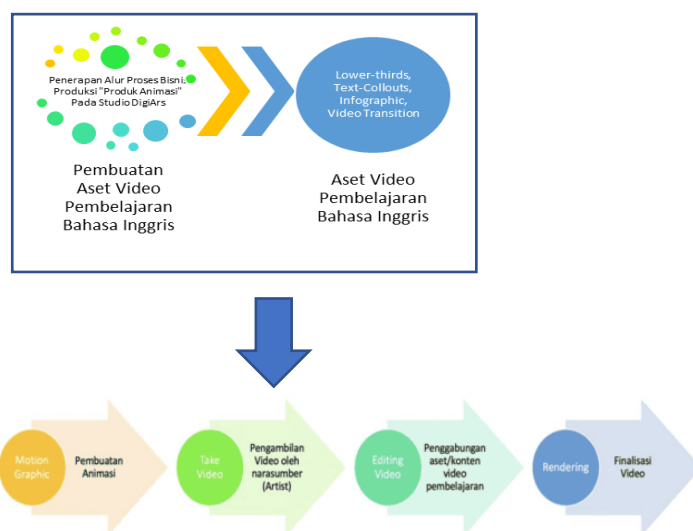 Penerapan Alur Proses Bisni:
Produksi "Produk Animasi"
Pada Studio DigiArs
Lower-thirds,
Text-Collouts,
Infographic,
Video Transition
Pembuatan
Aset Video
Pembelajaran
Bahasa Inggris
Aset Video
Pembelajaran
Bahasa Inggris
Motion
Graphic
Pembuatan
Animasi
Take
Video
Pengambilan
Video oleh
narasumber
(Artist)
Editing
Video
Penggabungan
aset/konten
video
pembelajaran
Rendering
Finalisasi
Video